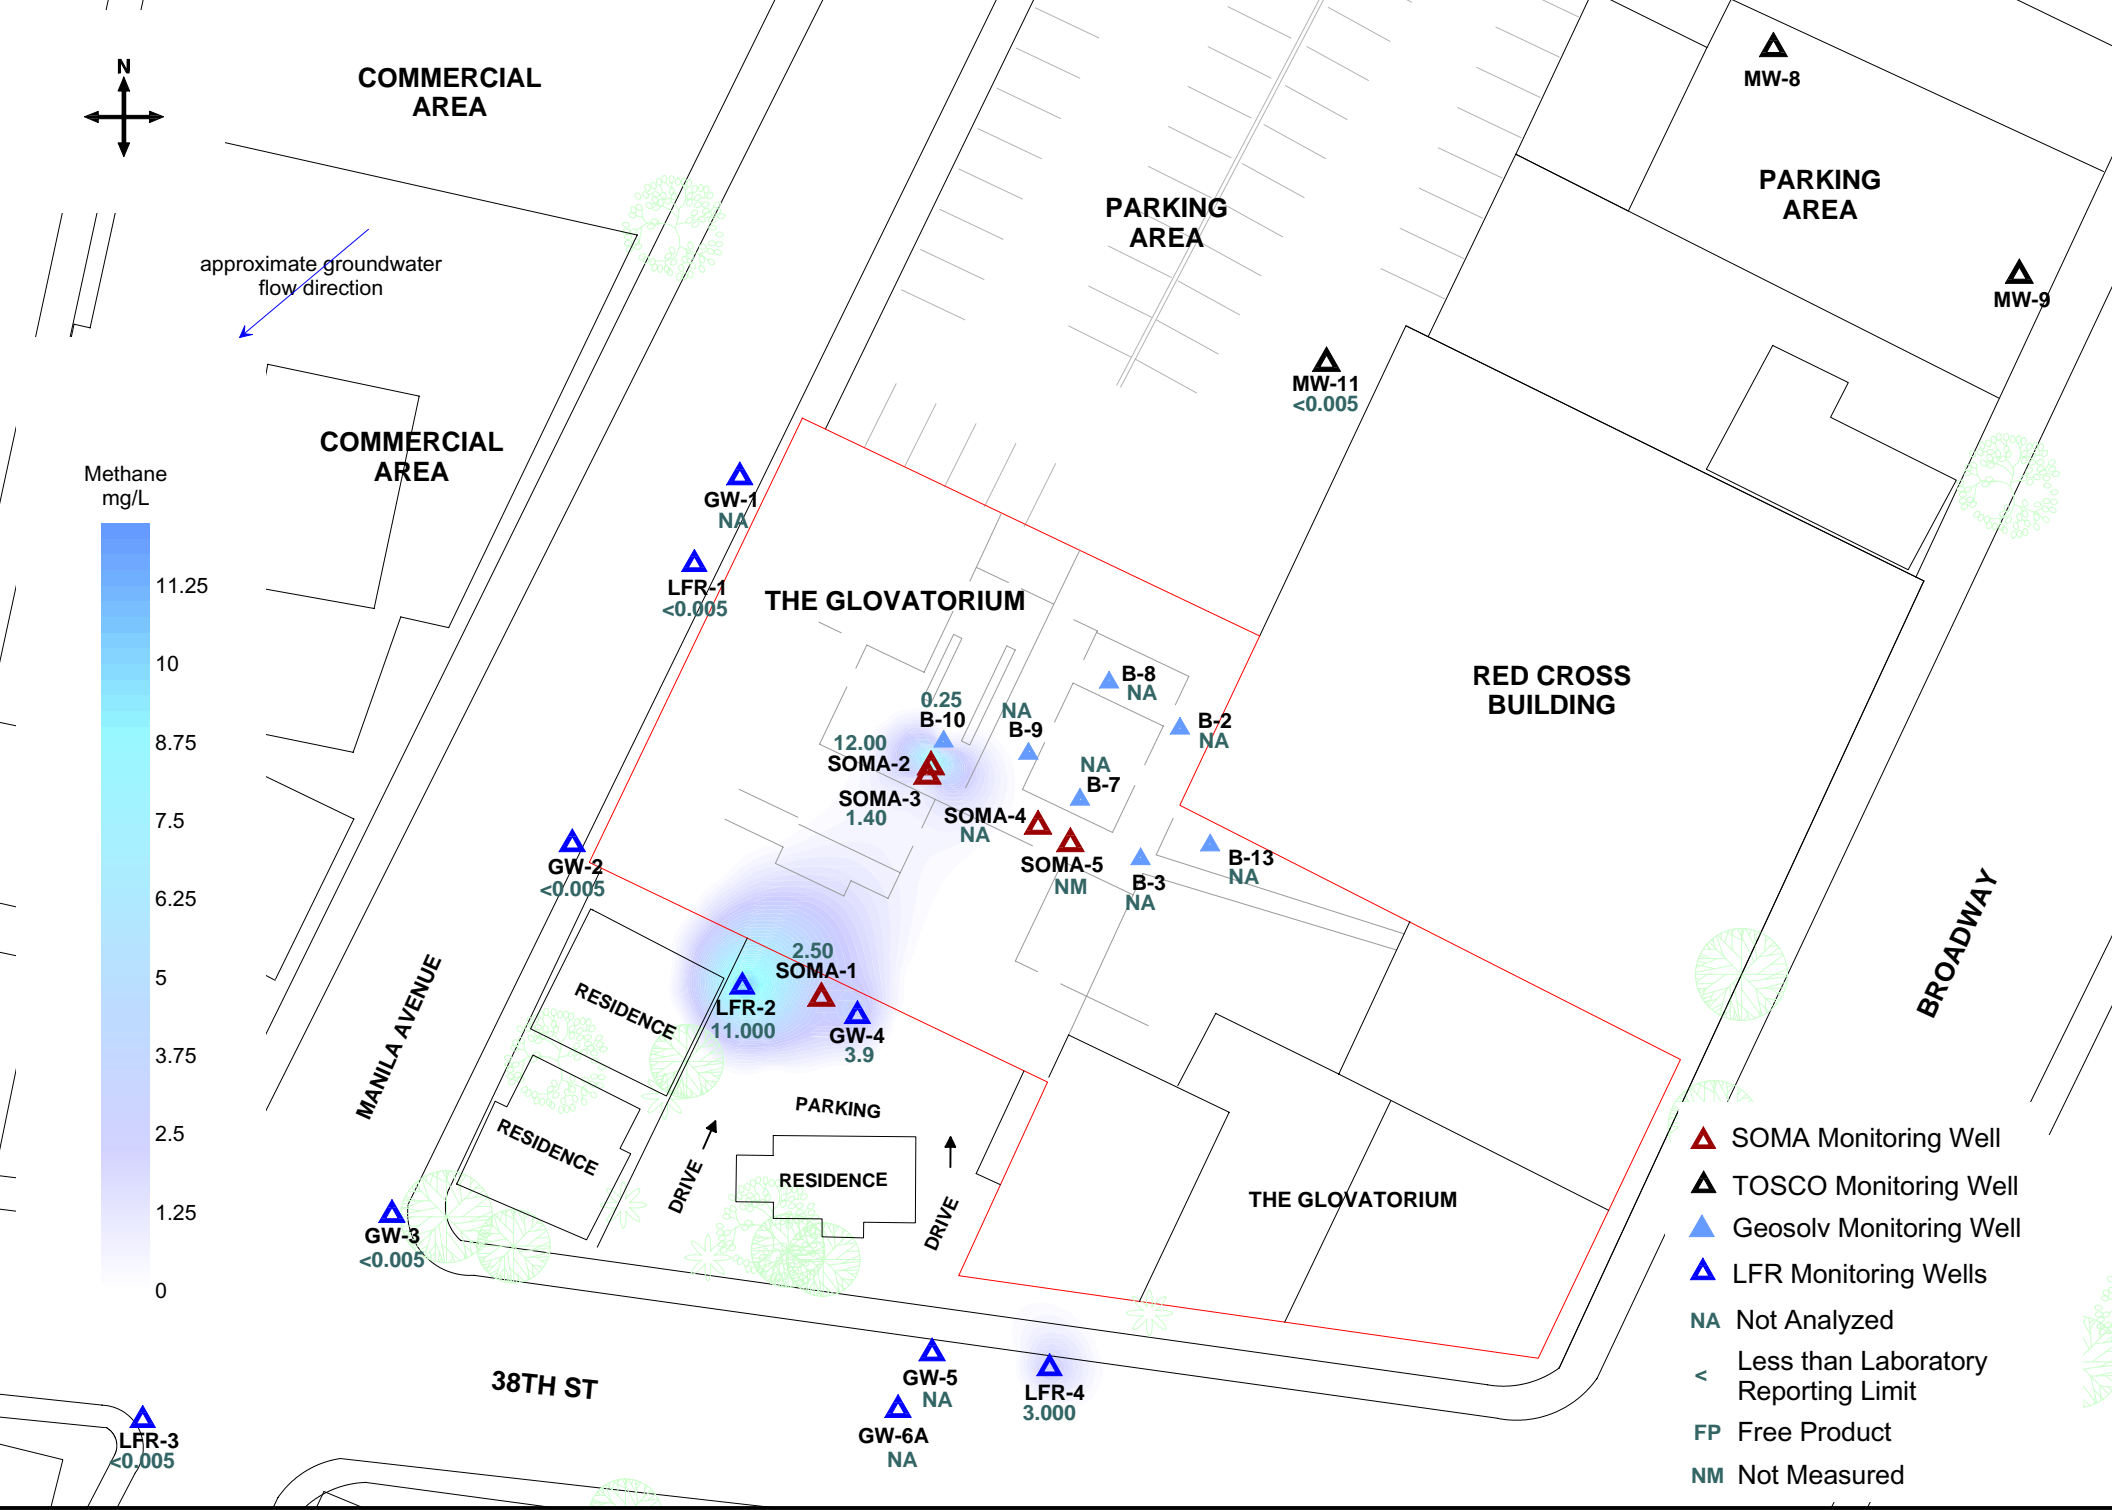 N
COMMERCIAL
AREA
MW-8
PARKING
AREA
PARKING
AREA
approximate groundwater
flow direction
MW-9
MW-11
<0.005
COMMERCIAL
AREA
Methane
mg/L
11.25
10
8.75
7.5
6.25
5
3.75
2.5
1.25
0
GW-1
NA
LFR-1
<0.005
THE GLOVATORIUM
RED CROSS
BUILDING
B-8
NA
0.25
B-10
NA
B-9
B-2
NA
12.00
SOMA-2
NA
B-7
SOMA-3
1.40
SOMA-4
NA
SOMA-5
NM
B-3
NA
B-13
NA
GW-2
<0.005
BROADWAY
MANILA AVENUE
RESIDENCE
2.50
SOMA-1
LFR-2
11.000
GW-4
3.9
PARKING
RESIDENCE
DRIVE
RESIDENCE
DRIVE
THE GLOVATORIUM
GW-3
<0.005
38TH ST
GW-5
NA
LFR-4
3.000
GW-6A
NA
LFR-3
<0.005
SOMA Monitoring Well
TOSCO Monitoring Well
Geosolv Monitoring Well
LFR Monitoring Wells
NA Not Analyzed
< Less than Laboratory
Reporting Limit
FP Free Product
NM Not Measured